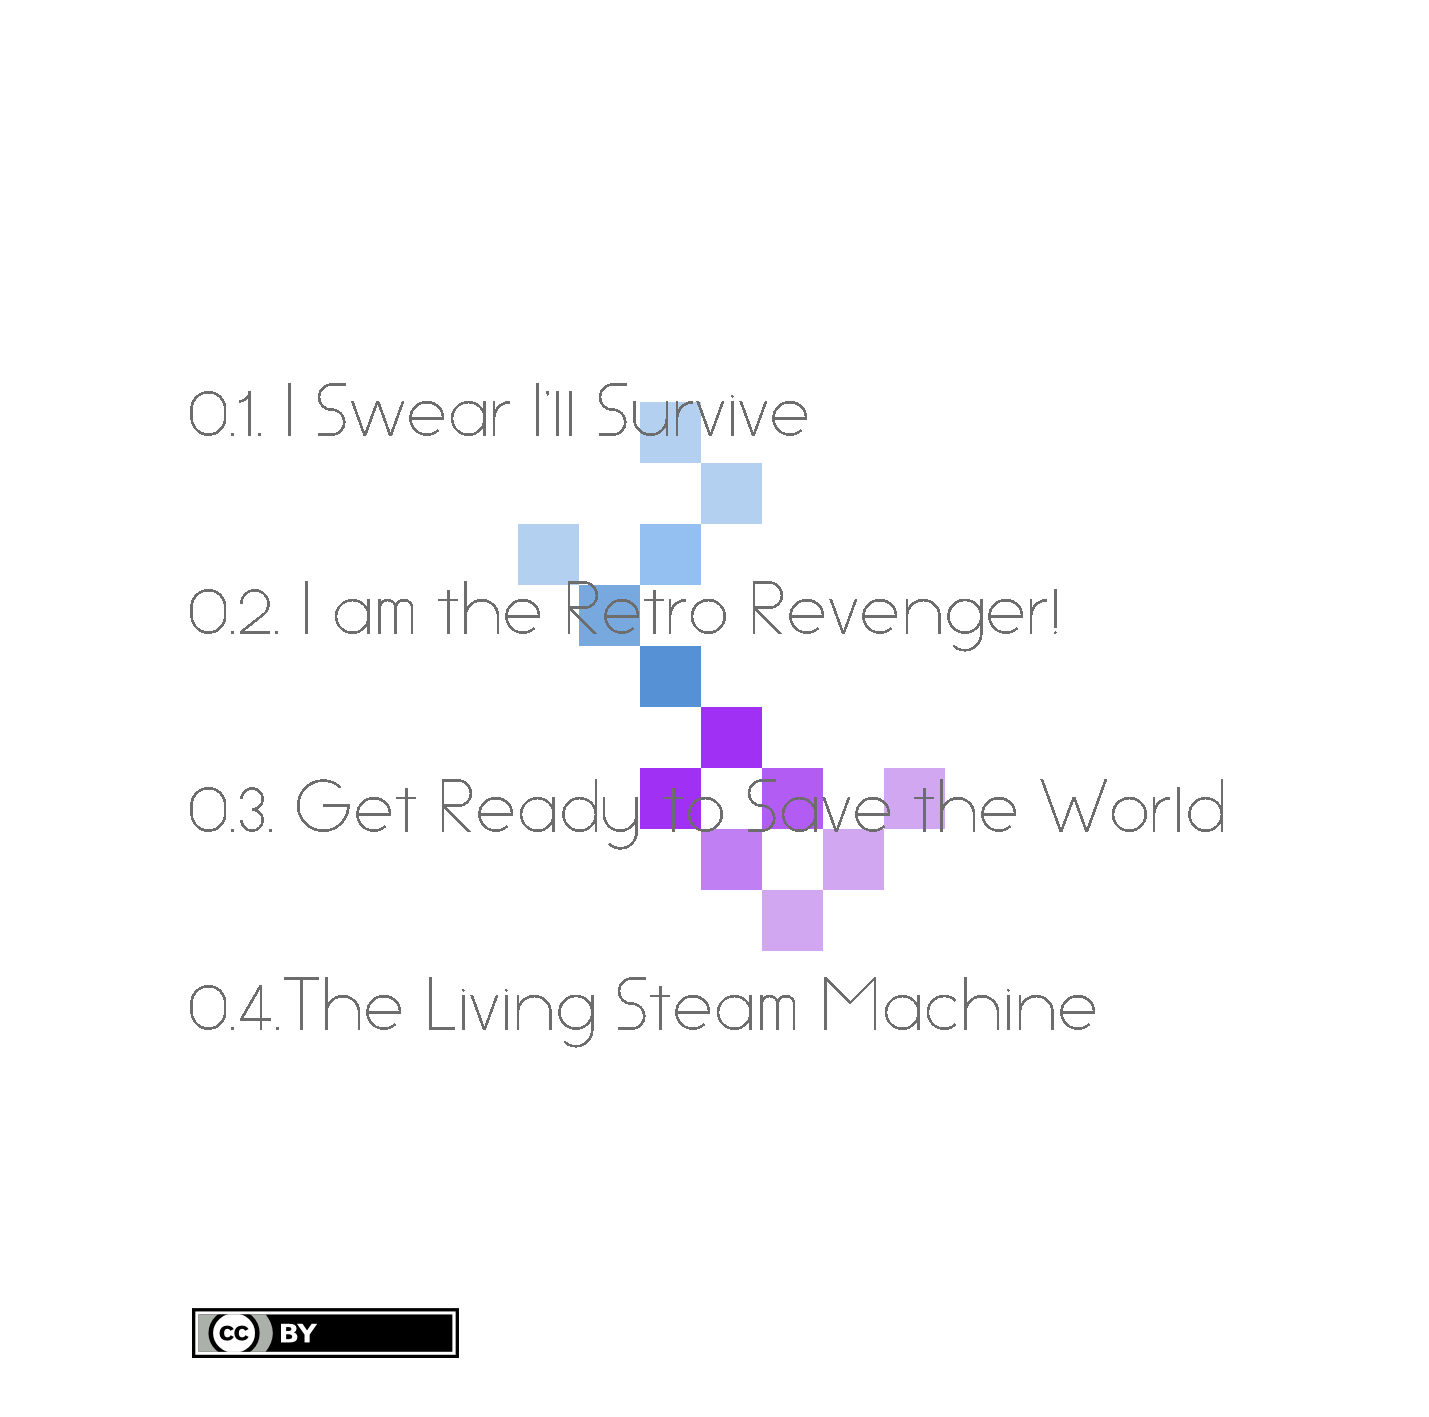 0.1. I Swear I'll Survive
0.2. I am the Retro Revenger!
0.3. Get Ready to Save the World
0.4.The Living Steam Machine
cc BY